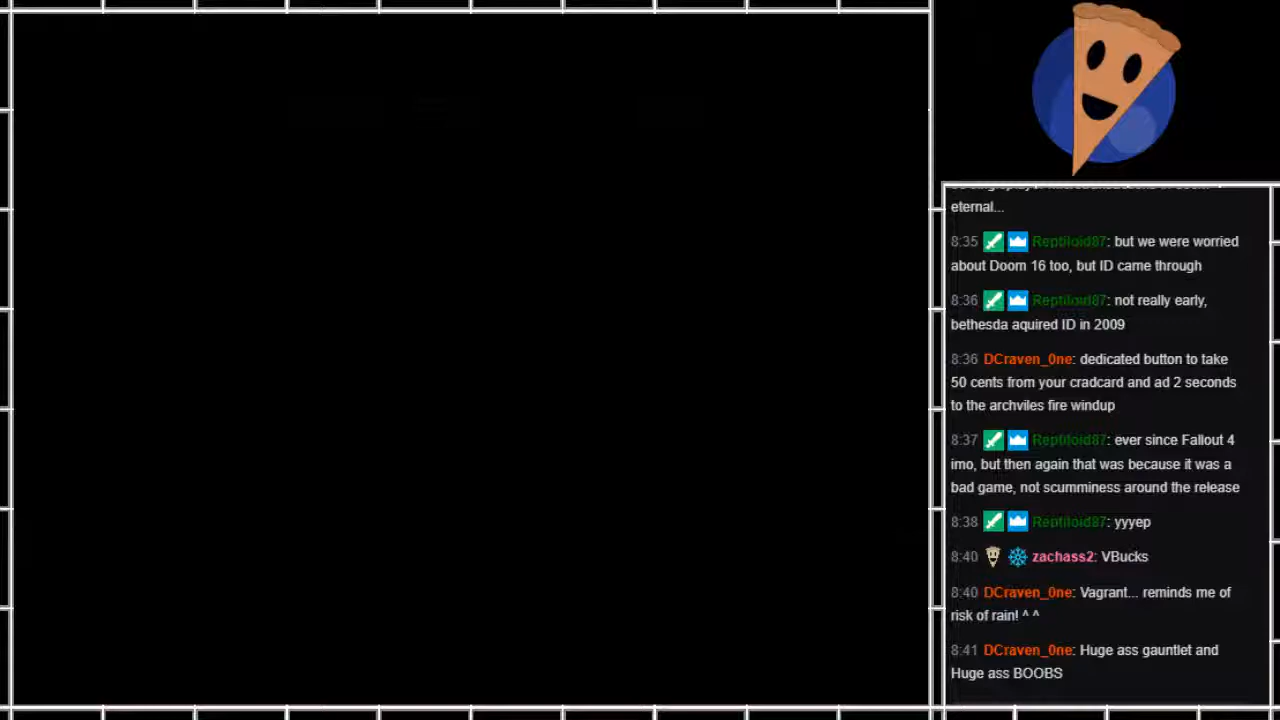 eternal...
8:35 Reptiloid87: but we were worried
about Doom 16 too, but ID came through
8:36 Reptiloid87: not really early,
bethesda aquired ID in 2009
8:36 DCraven_0ne: dedicated button to take
50 cents from your cradcard and ad 2 seconds
to the archviles fire windup
8:37 Reptiloid87: ever since Fallout 4
imo, but then again that was because it was a
bad game, not scumminess around the release
8:38 Reptiloid87: yyyep
8:40 zachass2: VBucks
8:40 DCraven_0ne: Vagrant... reminds me of
risk of rain! ^ ^
8:41 DCraven_0ne: Huge ass gauntlet and
Huge ass BOOBS